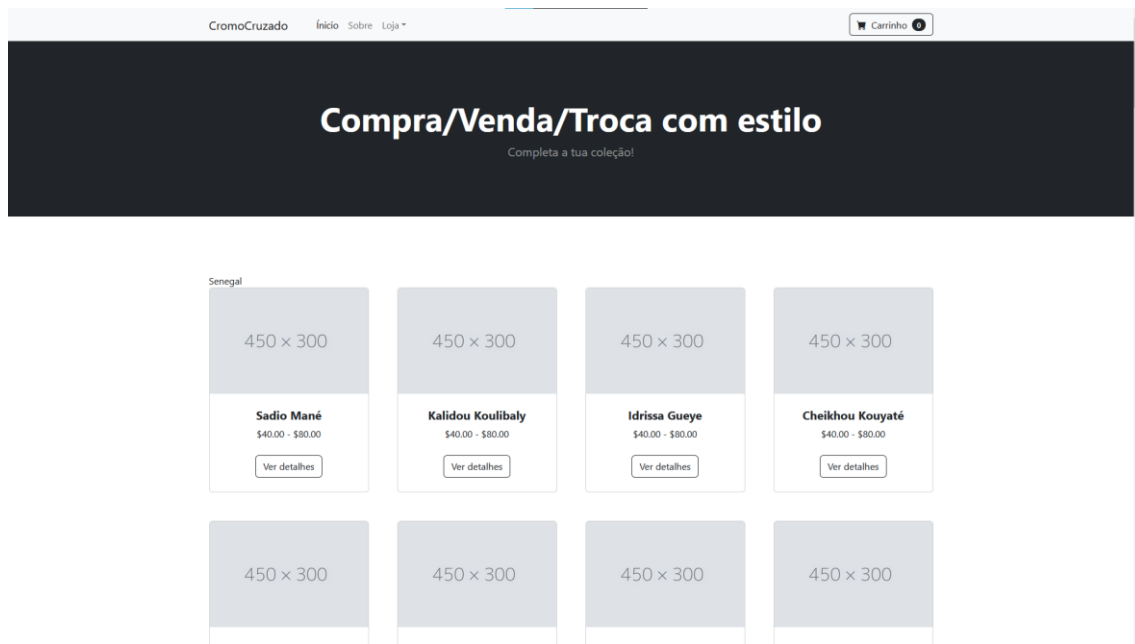 CromoCruzado Ínicio Sobre Loja Carrinho 0
Compra/Venda/Troca com estilo
Completa a tua coleção!
Senegal
450 × 300 450 × 300 450 × 300 450 × 300
Sadio Mané Kalidou Koulibaly Idrissa Gueye Cheikhou Kouyaté
$40.00 - $80.00 $40.00 - $80.00 $40.00 - $80.00 $40.00 - $80.00
Ver detalhes Ver detalhes Ver detalhes Ver detalhes
450 × 300 450 × 300 450 × 300 450 × 300